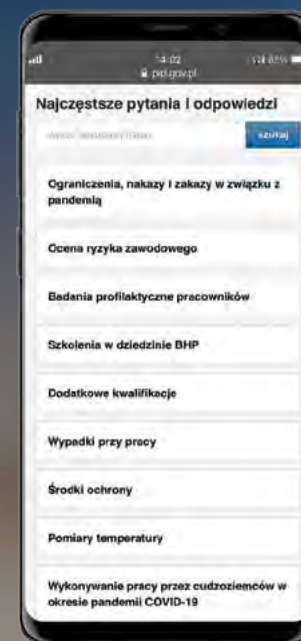 14:02
pip.gov.pl
Najczęstsze pytania i odpowiedzi
szukaj
Ograniczenia, nakazy i zakazy w związku z
pandemią
Ocena ryzyka zawodowego
Badania profilaktyczne pracowników
Szkolenia w dziedzinie BHP
Dodatkowe kwalifikacje
Wypadki przy pracy
Środki ochrony
Pomiary temperatury
Wykonywanie pracy przez cudzoziemców w
okresie pandemii COVID-19